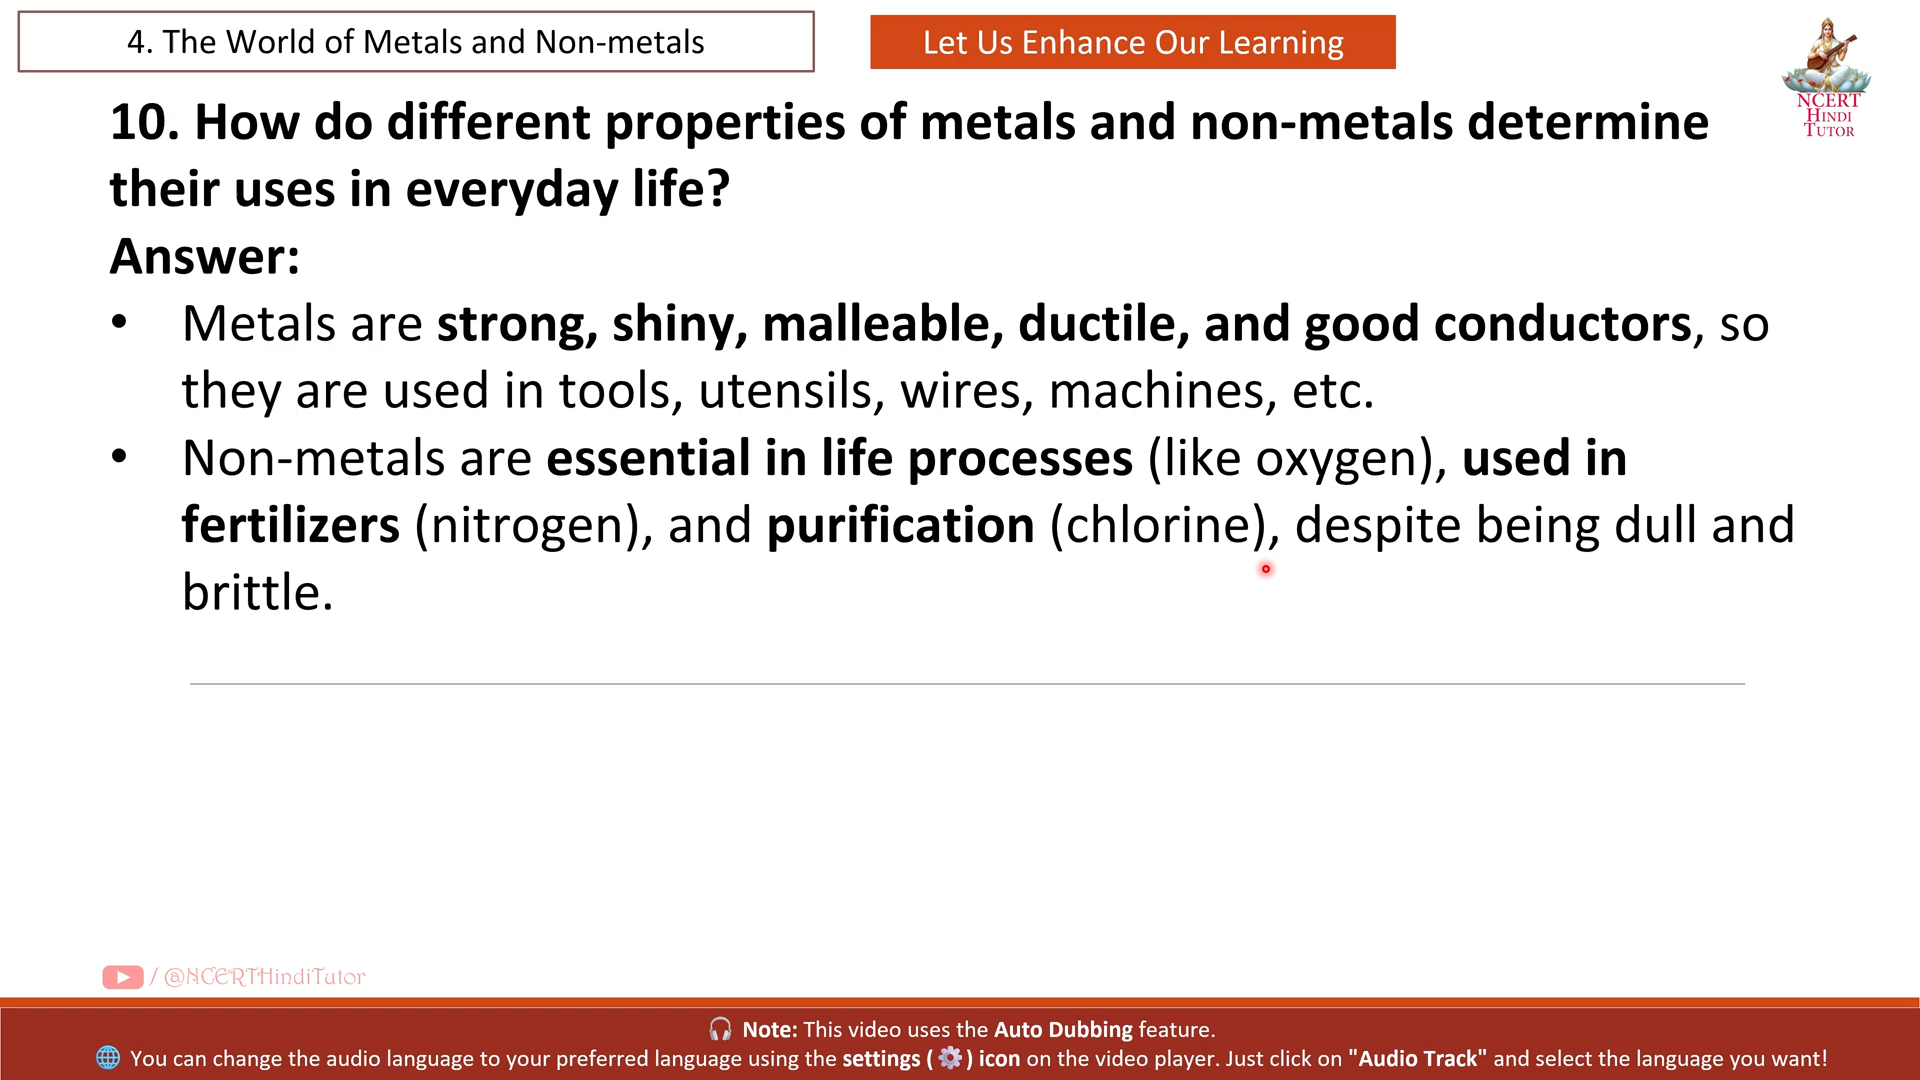 4. The World of Metals and Non-metals
Let Us Enhance Our Learning
NCERT
HINDI
TUTOR
10. How do different properties of metals and non-metals determine
their uses in everyday life?
Answer:
• Metals are strong, shiny, malleable, ductile, and good conductors, so
they are used in tools, utensils, wires, machines, etc.
• Non-metals are essential in life processes (like oxygen), used in
fertilizers (nitrogen), and purification (chlorine), despite being dull and
brittle.
/ @NCERTHindiTutor
Note: This video uses the Auto Dubbing feature.
You can change the audio language to your preferred language using the settings ( ⚙ ) icon on the video player. Just click on "Audio Track" and select the language you want!